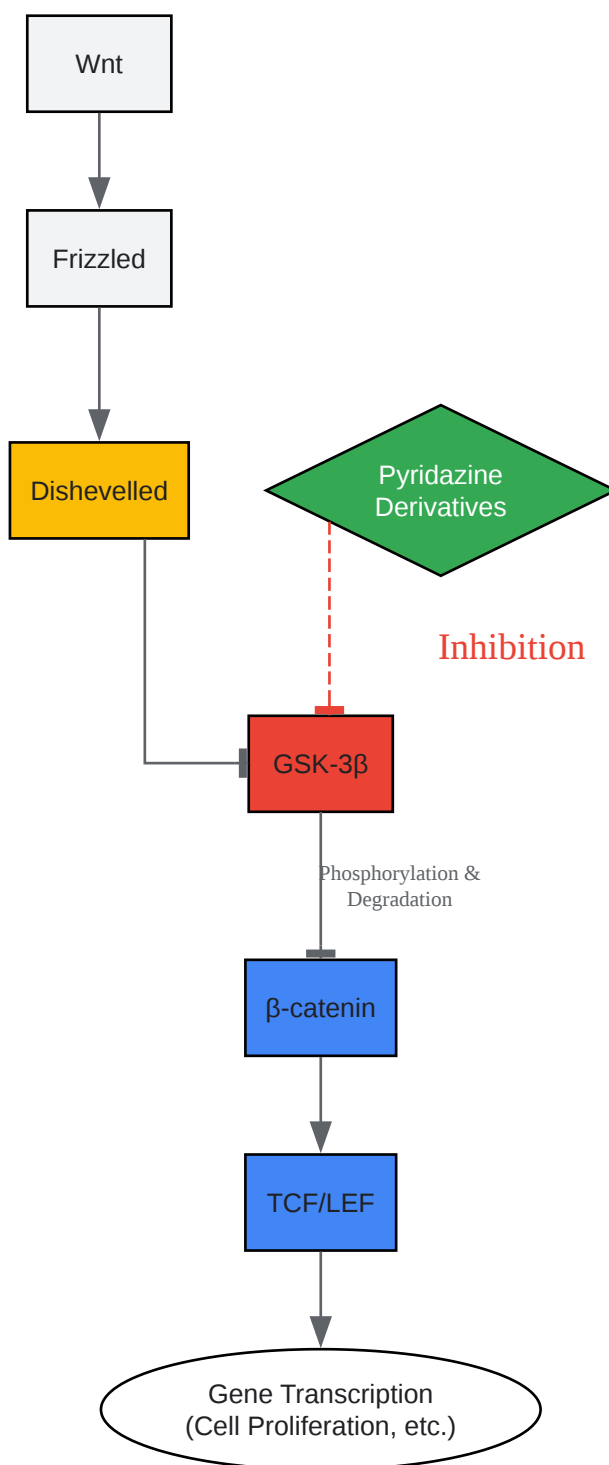 Wnt
Frizzled
Dishevelled
Pyridazine
Derivatives
Inhibition
GSK-3β
Phosphorylation &
Degradation
β-catenin
TCF/LEF
Gene Transcription
(Cell Proliferation, etc.)